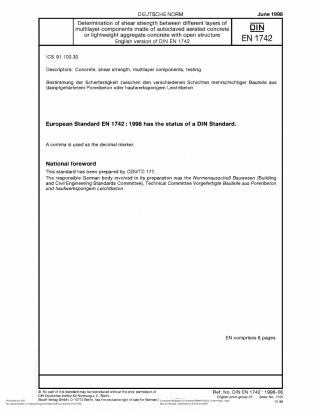 DEUTSCHE NORM
June 1998
Determination of shear strength between different layers of
multilayer components made of autoclaved aerated concrete
or lightweight aggregate concrete with open structure
English version of DIN EN 1742
DIN
EN 1742
ICS 91.100.30
Descriptors: Concrete, shear strength, multilayer components, testing.
Bestimmung der Scherfestigkeit zwischen den verschiedenen Schichten mehrschichtiger Bauteile aus
dampfgehärtetem Porenbeton oder haufwerksporigem Leichtbeton
European Standard EN 1742 : 1998 has the status of a DIN Standard.
A comma is used as the decimal marker.
National foreword
This standard has been prepared by CEN/TC 177.
The responsible German body involved in its preparation was the Normenausschuß Bauwesen (Building
and Civil Engineering Standards Committee), Technical Committee Vorgefertigte Bauteile aus Porenbeton
und haufwerksporigem Leichtbeton.
EN comprises 8 pages.
© No part of this standard may be reproduced without the prior permission of
DIN Deutsches Institut für Normung e. V., Berlin.
Beuth Verlag GmbH, D-10772 Berlin, has the exclusive right of sale for German
Ref. No. DIN EN 1742 : 1998-06
English price group 05 Sales No. 1105